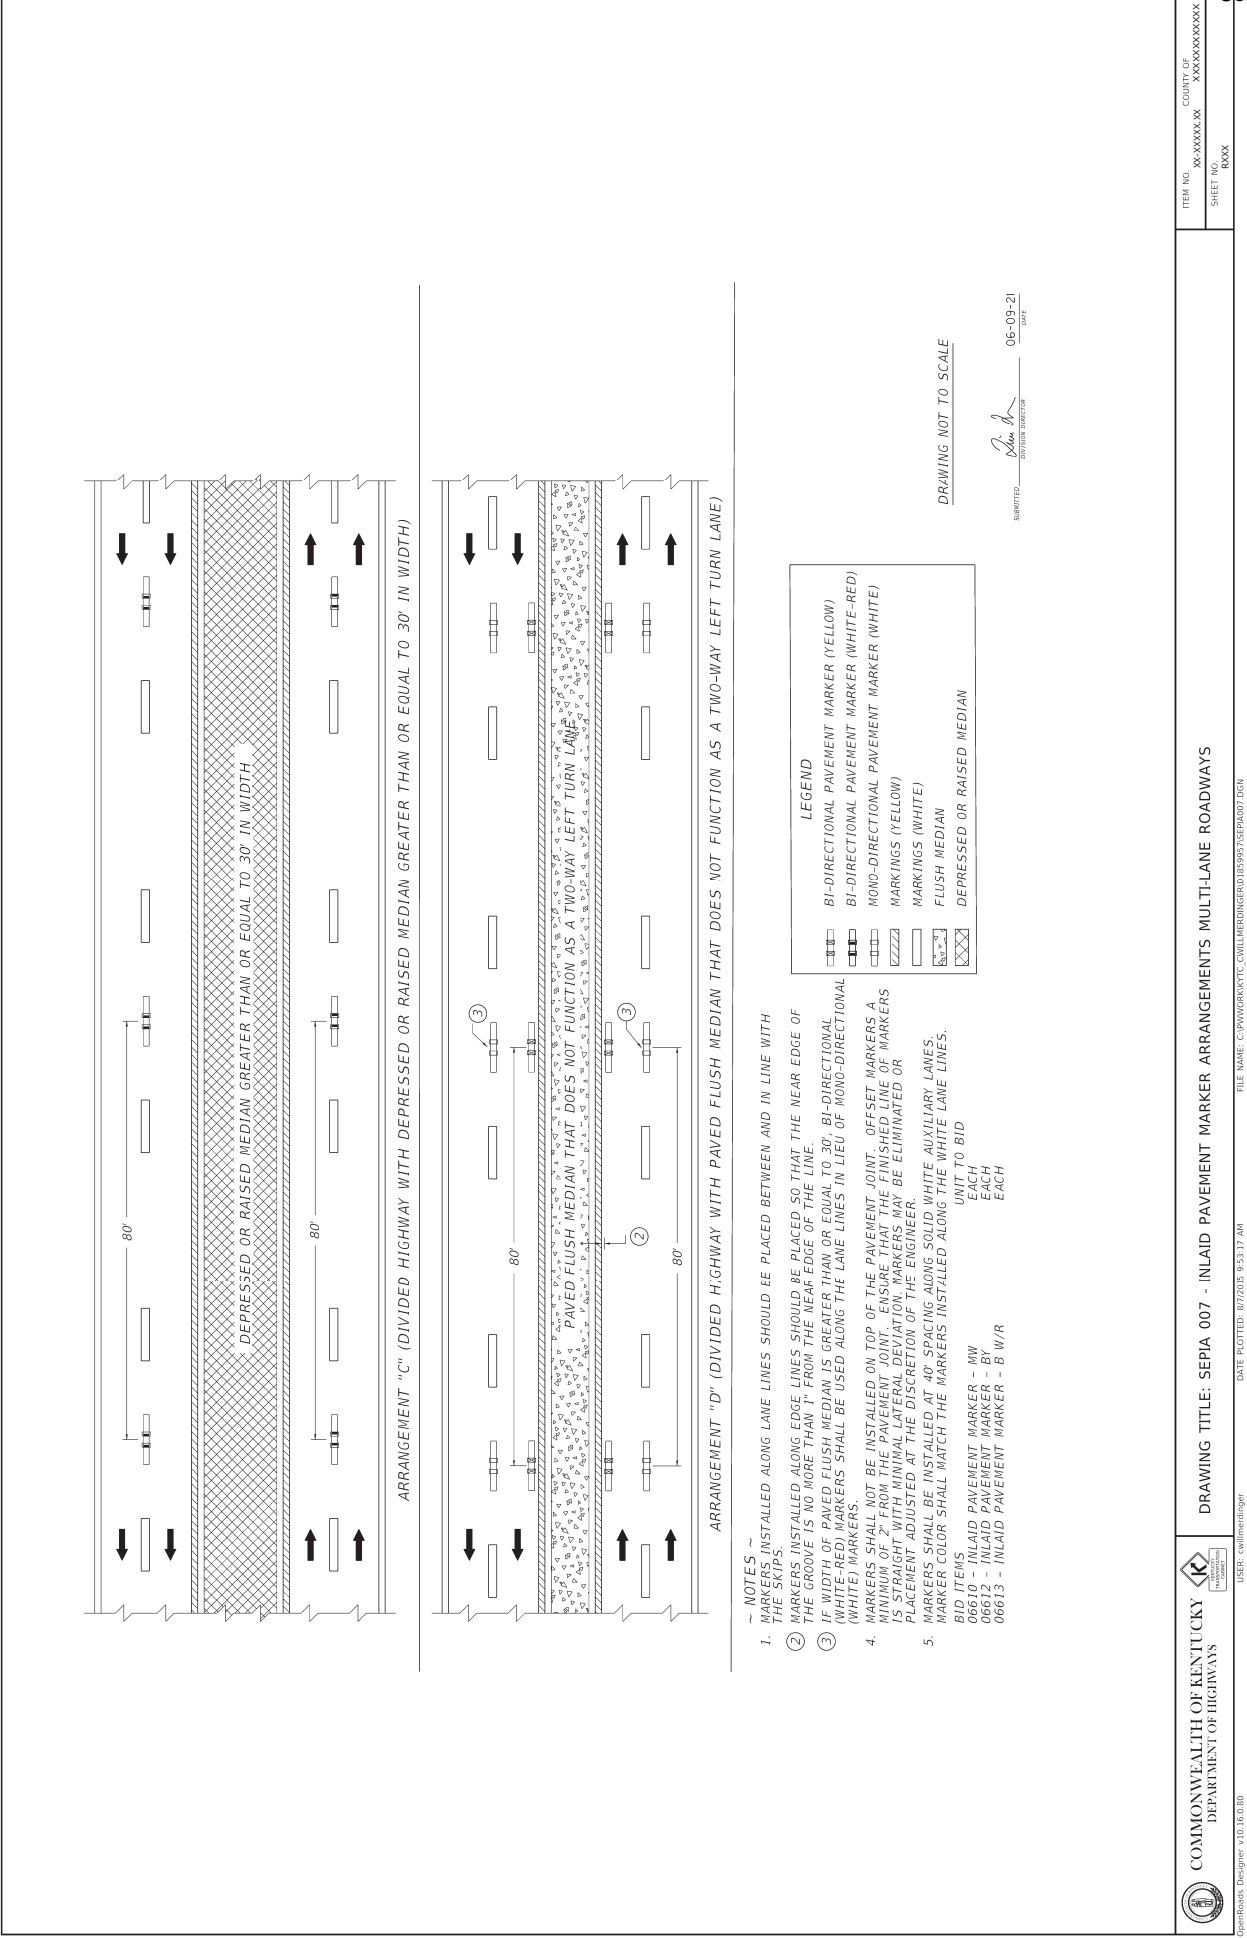 80'
DEPRESSED OR RAISED MEDIAN GREATER THAN OR EQUAL TO 30' IN WIDTH
80'
ARRANGEMENT "C" (DIVIDED HIGHWAY WITH DEPRESSED OR RAISED MEDIAN GREATER THAN OR EQUAL TO 30' IN WIDTH)
3
80'
PAVED FLUSH MEDIAN THAT DOES NOT FUNCTION AS A TWO-WAY LEFT TURN LANE
3
2
80'
ARRANGEMENT "D" (DIVIDED HIGHWAY WITH PAVED FLUSH MEDIAN THAT DOES NOT FUNCTION AS A TWO-WAY LEFT TURN LANE)
~ NOTES ~
1. MARKERS INSTALLED ALONG LANE LINES SHOULD BE PLACED BETWEEN AND IN LINE WITH
THE SKIPS.
2 MARKERS INSTALLED ALONG EDGE LINES SHOULD BE PLACED SO THAT THE NEAR EDGE OF
THE GROOVE IS NO MORE THAN 1" FROM THE NEAR EDGE OF THE LINE.
3 IF WIDTH OF PAVED FLUSH MEDIAN IS GREATER THAN OR EQUAL TO 30', BI-DIRECTIONAL
(WHITE-RED) MARKERS SHALL BE USED ALONG THE LANE LINES IN LIEU OF MONO-DIRECTIONAL
(WHITE) MARKERS.
4. MARKERS SHALL NOT BE INSTALLED ON TOP OF THE PAVEMENT JOINT. OFFSET MARKERS A
MINIMUM OF 2" FROM THE PAVEMENT JOINT. ENSURE THAT THE FINISHED LINE OF MARKERS
IS STRAIGHT WITH MINIMAL LATERAL DEVIATION. MARKERS MAY BE ELIMINATED OR
PLACEMENT ADJUSTED AT THE DISCRETION OF THE ENGINEER.
5. MARKERS SHALL BE INSTALLED AT 40' SPACING ALONG SOLID WHITE AUXILIARY LANES.
MARKER COLOR SHALL MATCH THE MARKERS INSTALLED ALONG THE WHITE LANE LINES.
BID ITEMS UNIT TO BID
06610 - INLAID PAVEMENT MARKER - MW EACH
06612 - INLAID PAVEMENT MARKER - BY EACH
06613 - INLAID PAVEMENT MARKER - B W/R EACH
LEGEND
BI-DIRECTIONAL PAVEMENT MARKER (YELLOW)
BI-DIRECTIONAL PAVEMENT MARKER (WHITE-RED)
MONO-DIRECTIONAL PAVEMENT MARKER (WHITE)
MARKINGS (YELLOW)
MARKINGS (WHITE)
FLUSH MEDIAN
DEPRESSED OR RAISED MEDIAN
DRAWING NOT TO SCALE
SUBMITTED
DIVISION DIRECTOR
06-09-21
DATE
COMMONWEALTH OF KENTUCKY
DEPARTMENT OF HIGHWAYS
KENTUCKY
TRANSPORTATION
CABINET
DRAWING TITLE: SEPIA 007 - INLAID PAVEMENT MARKER ARRANGEMENTS MULTI-LANE ROADWAYS
ITEM NO.
XX-XXXXX.XX
COUNTY OF
XXXXXXXXXXXX
SHEET NO.
RXXX
OpenRoads Designer v10.16.0.80
USER: cwillmerdinger
DATE PLOTTED: 8/7/2015 9:53:17 AM
FILE NAME: C:\PWWORK\KYTC_CWILLMERDINGER\D1859957\SEPIA007.DGN